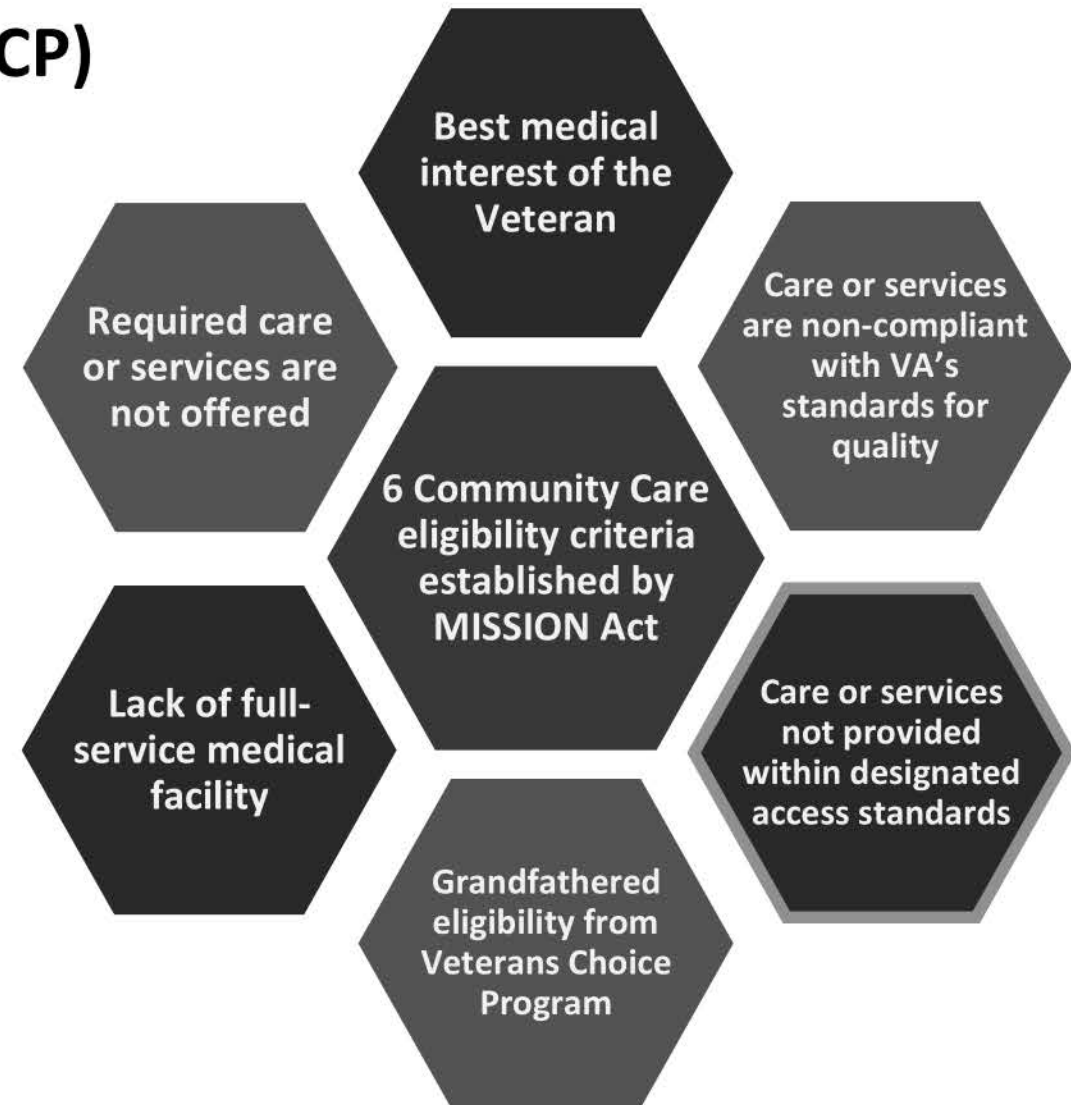 CP)
Best medical
interest of the
Veteran
Required care
or services are
not offered
Care or services
are non-compliant
with VA's
standards for
quality
6 Community Care
eligibility criteria
established by
MISSION Act
Lack of full-
service medical
facility
Care or services
not provided
within designated
access standards
Grandfathered
eligibility from
Veterans Choice
Program